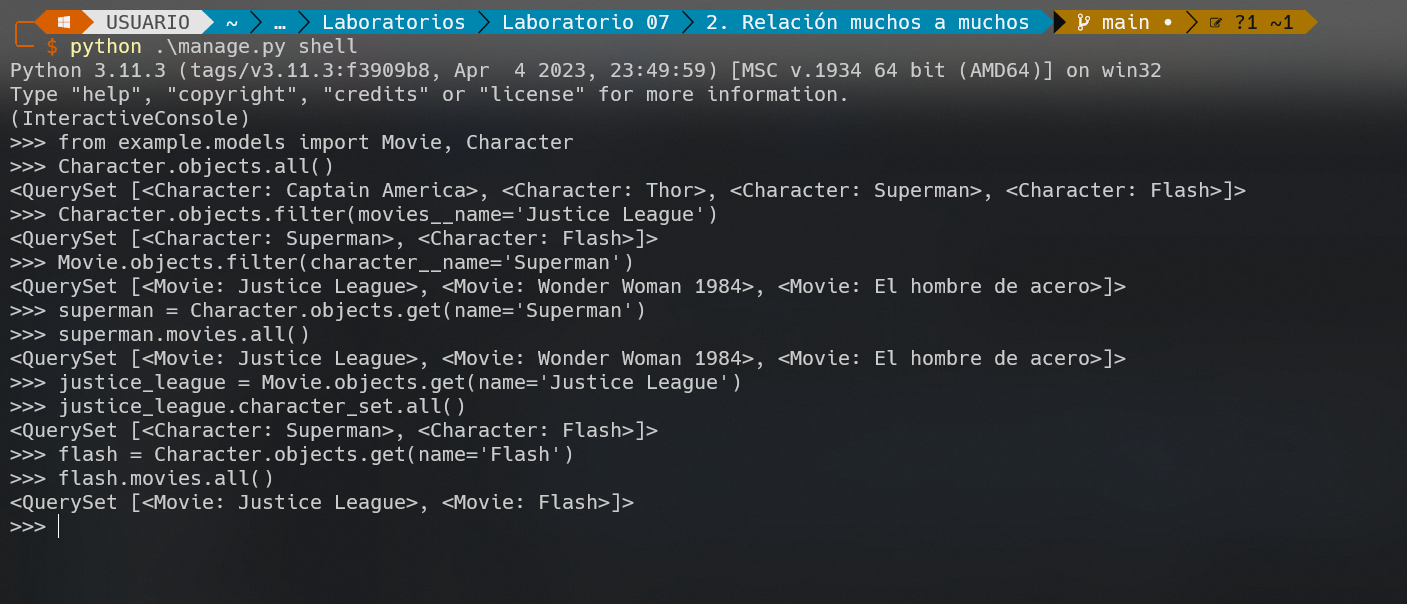 USUARIO ~ … Laboratorios Laboratorio 07 2. Relación muchos a muchos main • ?1 ~1
$ python .\manage.py shell
Python 3.11.3 (tags/v3.11.3:f3909b8, Apr  4 2023, 23:49:59) [MSC v.1934 64 bit (AMD64)] on win32
Type "help", "copyright", "credits" or "license" for more information.
(InteractiveConsole)
>>> from example.models import Movie, Character
>>> Character.objects.all()
<QuerySet [<Character: Captain America>, <Character: Thor>, <Character: Superman>, <Character: Flash>]>
>>> Character.objects.filter(movies__name='Justice League')
<QuerySet [<Character: Superman>, <Character: Flash>]>
>>> Movie.objects.filter(character__name='Superman')
<QuerySet [<Movie: Justice League>, <Movie: Wonder Woman 1984>, <Movie: El hombre de acero>]>
>>> superman = Character.objects.get(name='Superman')
>>> superman.movies.all()
<QuerySet [<Movie: Justice League>, <Movie: Wonder Woman 1984>, <Movie: El hombre de acero>]>
>>> justice_league = Movie.objects.get(name='Justice League')
>>> justice_league.character_set.all()
<QuerySet [<Character: Superman>, <Character: Flash>]>
>>> flash = Character.objects.get(name='Flash')
>>> flash.movies.all()
<QuerySet [<Movie: Justice League>, <Movie: Flash>]>
>>>